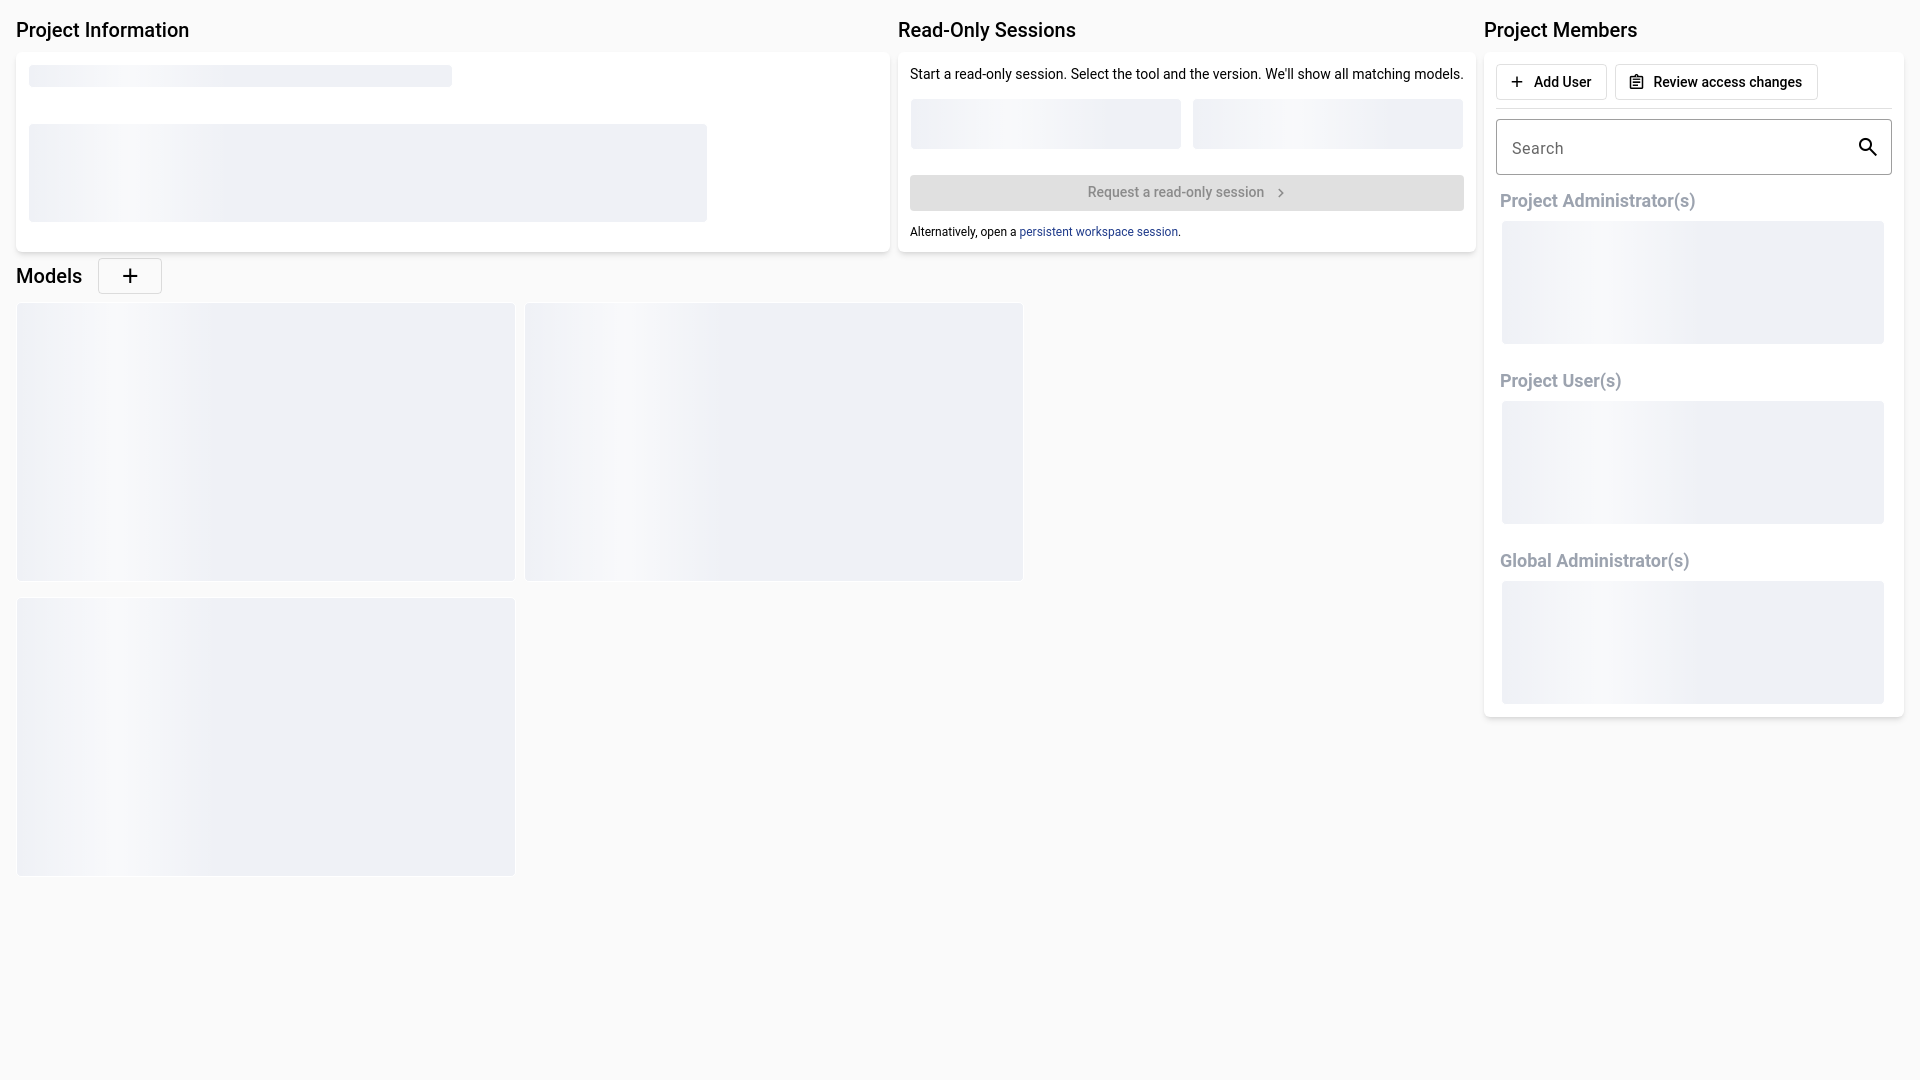 Project Information
Read-Only Sessions
Start a read-only session. Select the tool and the version. We'll show all matching models.
Request a read-only session
Alternatively, open a persistent workspace session.
Models
Project Members
Add User
Review access changes
Search
Project Administrator(s)
Project User(s)
Global Administrator(s)